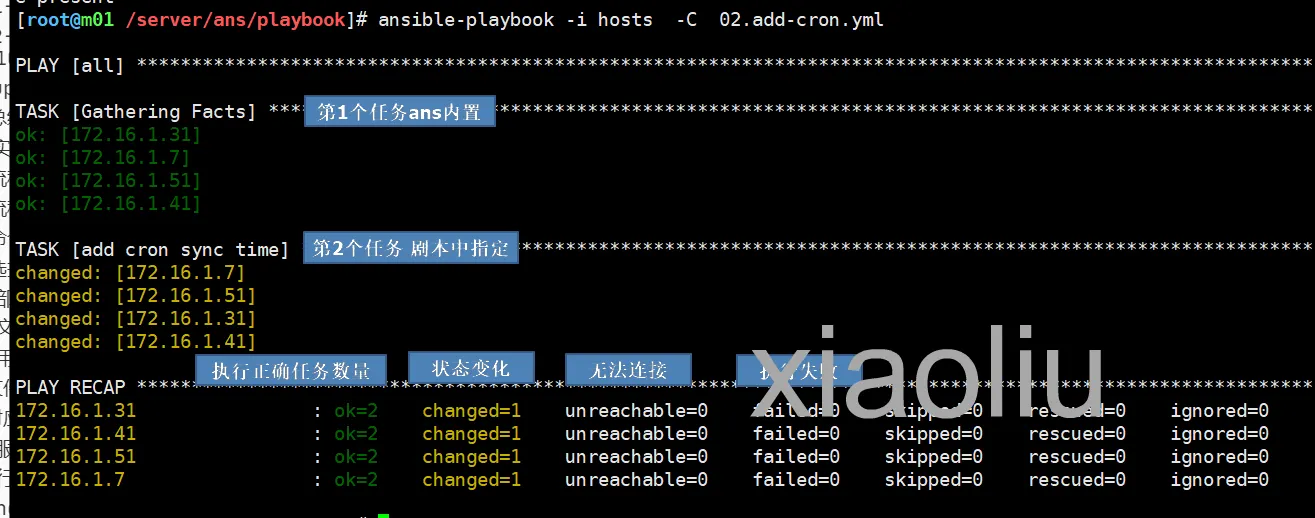 e present
[root@m01 /server/ans/playbook]# ansible-playbook -i hosts  -C  02.add-cron.yml
PLAY [all] ****************************************************************************************************
TASK [Gathering Facts] **** 第1个任务ans内置 **************************************************************************
ok: [172.16.1.31]
ok: [172.16.1.7]
ok: [172.16.1.51]
ok: [172.16.1.41]
TASK [add cron sync time] 第2个任务 剧本中指定 ************************************************************************
changed: [172.16.1.7]
changed: [172.16.1.51]
changed: [172.16.1.31]
changed: [172.16.1.41]
执行正确任务数量 状态变化 无法连接 执行失败
PLAY RECAP ****************************************************************************************************
172.16.1.31 : ok=2 changed=1 unreachable=0 failed=0 skipped=0 rescued=0 ignored=0
172.16.1.41 : ok=2 changed=1 unreachable=0 failed=0 skipped=0 rescued=0 ignored=0
172.16.1.51 : ok=2 changed=1 unreachable=0 failed=0 skipped=0 rescued=0 ignored=0
172.16.1.7 : ok=2 changed=1 unreachable=0 failed=0 skipped=0 rescued=0 ignored=0
xiaoliu